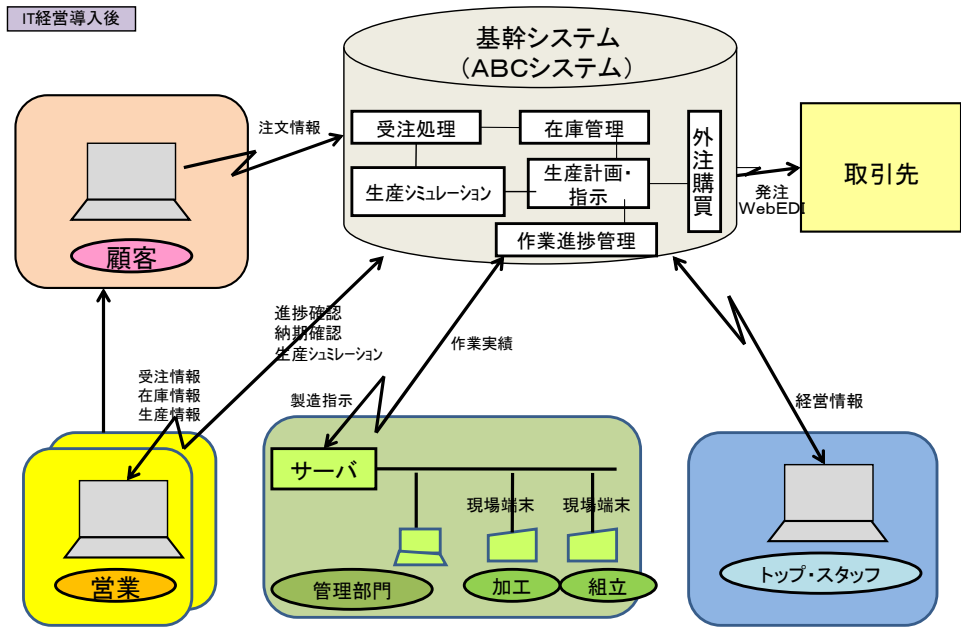 IT経営導入後
基幹システム
(ABCシステム)
注文情報
受注処理
在庫管理
外注購買
生産シミュレーション
生産計画・
指示
作業進捗管理
取引先
発注
WebEDI
顧客
進捗確認
納期確認
生産シュミレーション
作業実績
受注情報
在庫情報
生産情報
製造指示
経営情報
サーバ
現場端末
現場端末
営業
管理部門
加工
組立
トップ・スタッフ